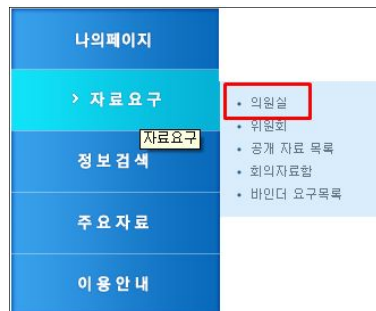 나의페이지
> 자료요구
자료요구
정보검색
주요자료
이용안내
• 의원실
• 위원회
• 공개 자료 목록
• 회의자료함
• 바인더 요구목록